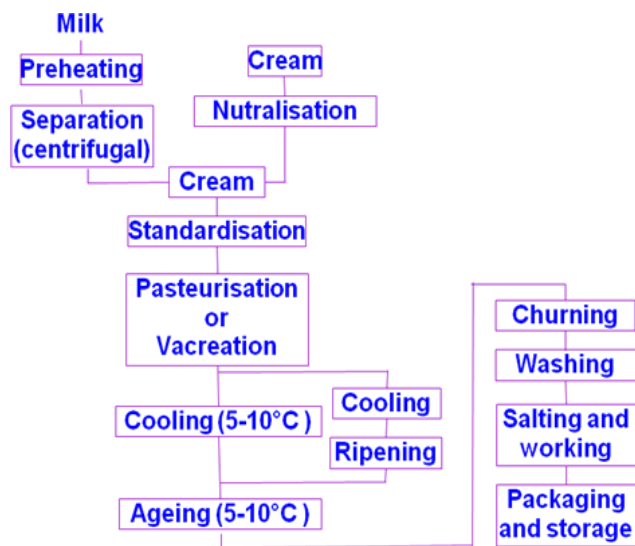 Milk
Preheating
Separation
(centrifugal)
Cream
Nutralisation
Cream
Standardisation
Pasteurisation
or
Vacreation
Cooling (5-10°C )
Cooling
Ripening
Ageing (5-10°C )
Churning
Washing
Salting and
working
Packaging
and storage